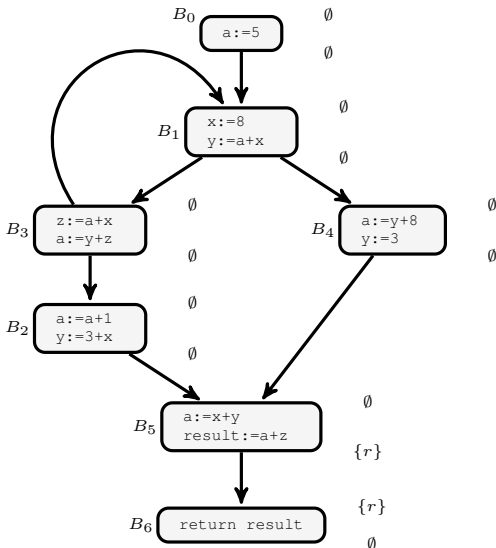 B0 a:=5 ∅
∅
B1 x:=8 ∅
y:=a+x
∅
B3 z:=a+x ∅
a:=y+z
∅
B4 a:=y+8 ∅
y:=3
∅
B2 a:=a+1 ∅
y:=3+x
∅
B5 a:=x+y ∅
result:=a+z
{r}
B6 return result {r}
∅